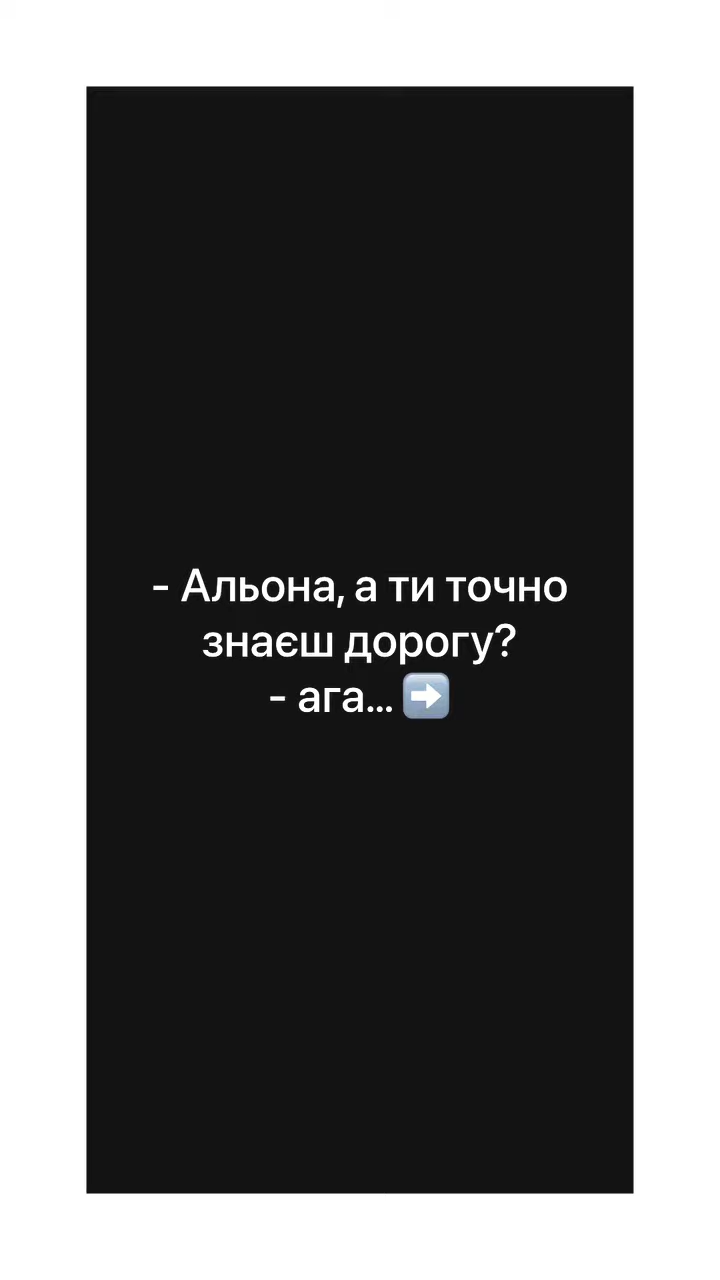 - Альона, а ти точно
знаєш дорогу?
- ага... ➡️